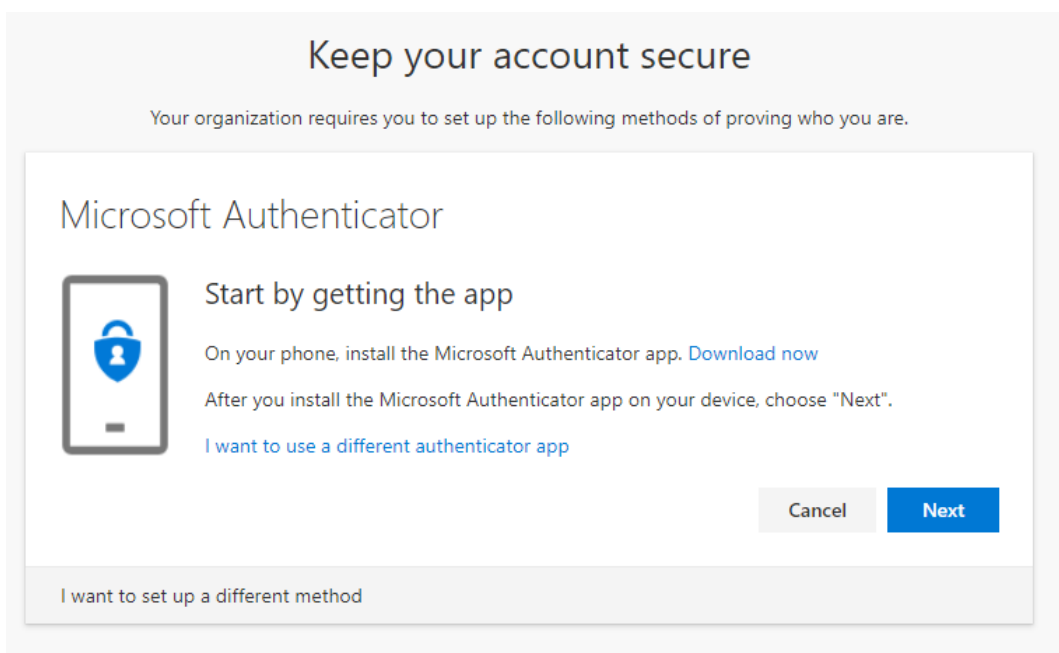 Keep your account secure
Your organization requires you to set up the following methods of proving who you are.
Microsoft Authenticator
Start by getting the app
On your phone, install the Microsoft Authenticator app. Download now
After you install the Microsoft Authenticator app on your device, choose "Next".
I want to use a different authenticator app
Cancel
Next
I want to set up a different method